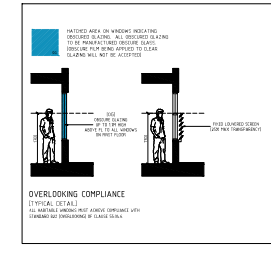 HATCHED AREA ON WINDOWS INDICATING
OBSCURED GLAZING. ALL OBSCURED GLAZING
TO BE MANUFACTURED OBSCURE GLASS.
(OBSCURE FILM BEING APPLIED TO CLEAR
GLAZING WILL NOT BE ACCEPTED)
[OG]
OBSCURE GLAZING
UP TO 1.7M HIGH
ABOVE FL TO ALL WINDOWS
ON FIRST FLOOR
FIXED LOUVERED SCREEN
(25% MAX TRANSPARENCY)
OVERLOOKING COMPLIANCE
[TYPICAL DETAIL]
ALL HABITABLE WINDOWS MUST ACHIEVE COMPLIANCE WITH
STANDARD B22 (OVERLOOKING) OF CLAUSE 55.04.6